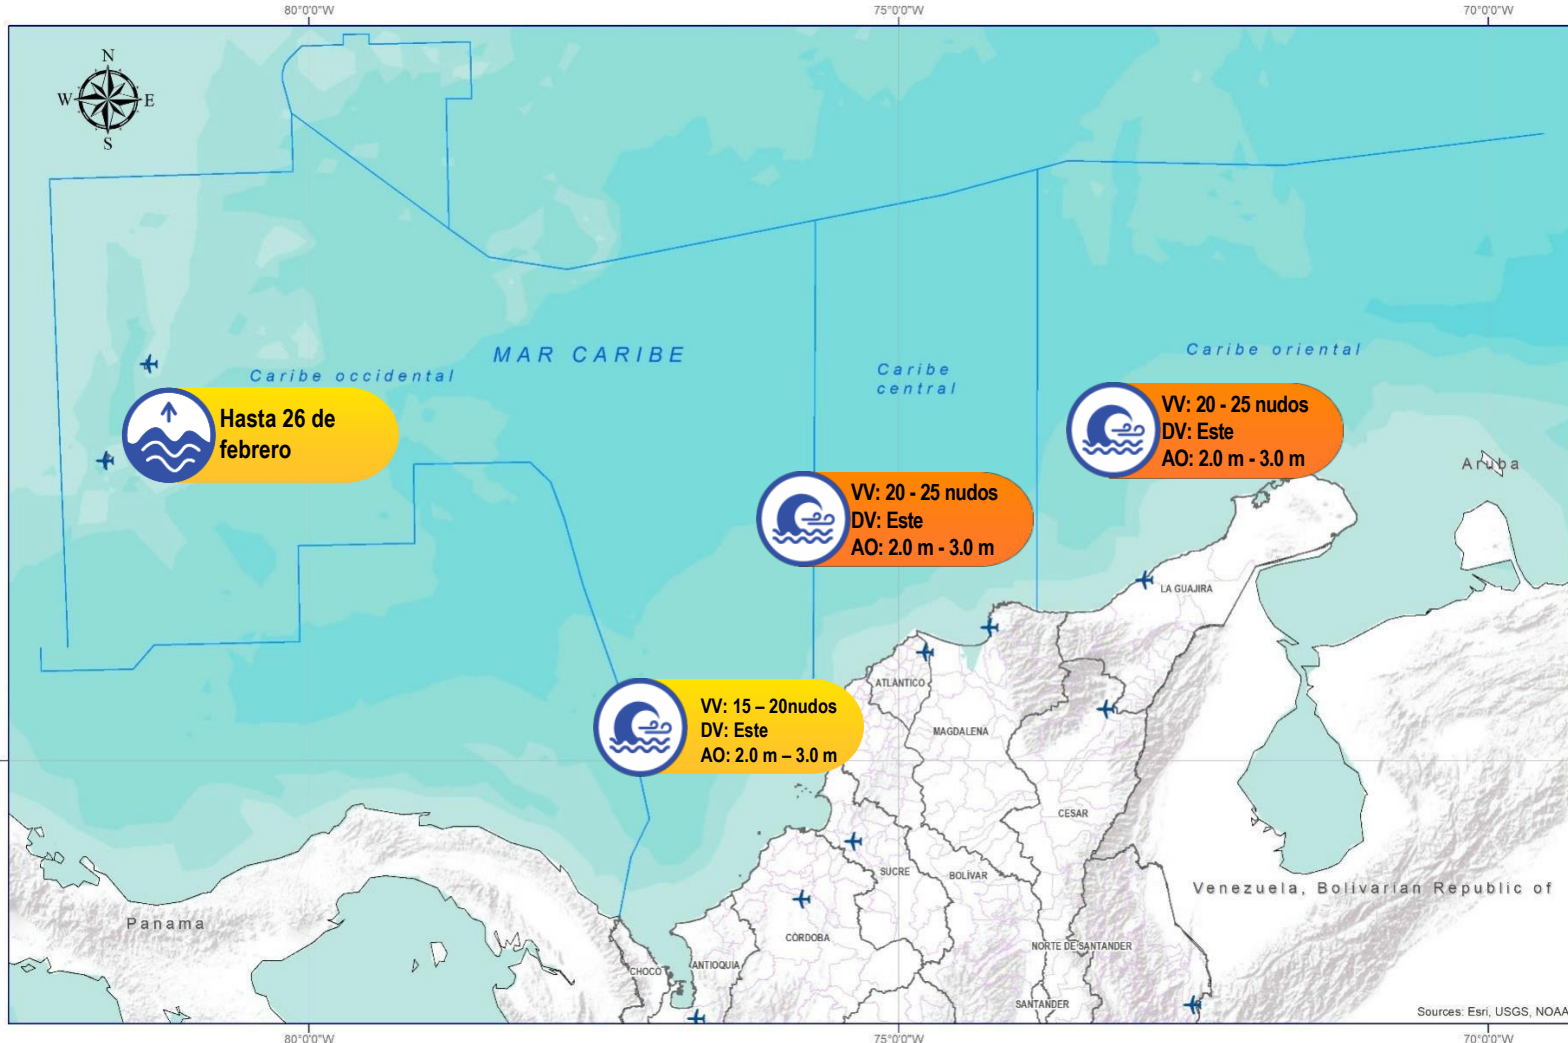 80°0'0"W
75°0'0"W
70°0'0"W
N
W
E
S
MAR CARIBE
Caribe occidental
Caribe
central
Caribe oriental
Hasta 26 de
febrero
VV: 20 - 25 nudos
DV: Este
AO: 2.0 m - 3.0 m
VV: 20 - 25 nudos
DV: Este
AO: 2.0 m - 3.0 m
Aruba
LA GUAJIRA
VV: 15 – 20nudos
DV: Este
AO: 2.0 m – 3.0 m
ATLANTICO
MAGDALENA
CESAR
SUCRE
BOLÍVAR
Venezuela, Bolivarian Republic of
Panama
CÓRDOBA
NORTE DE SANTANDER
CHOCO
ANTIOQUIA
SANTANDER
Sources: Esri, USGS, NOAA
80°0'0"W
75°0'0"W
70°0'0"W